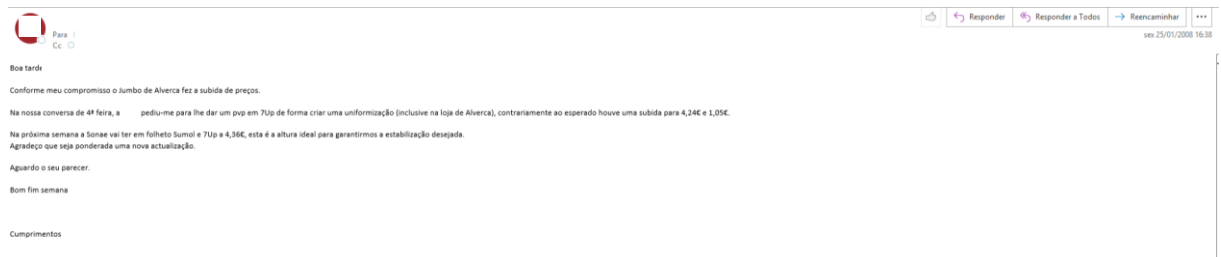 Responder
Responder a Todos
Reencaminhar
sex 25/01/2008 16:38
Para
Cc
Boa tarde
Conforme meu compromisso o Jumbo de Alverca fez a subida de preços.
Na nossa conversa de 4ª feira, a pediu-me para lhe dar um pvp em 7Up de forma criar uma uniformização (inclusive na loja de Alverca), contrariamente ao esperado houve uma subida para 4,24€ e 1,05€.
Na próxima semana a Sonae vai ter em folheto Sumol e 7Up a 4,36€, esta é a altura ideal para garantirmos a estabilização desejada.
Agradeço que seja ponderada uma nova actualização.
Aguardo o seu parecer.
Bom fim semana
Cumprimentos